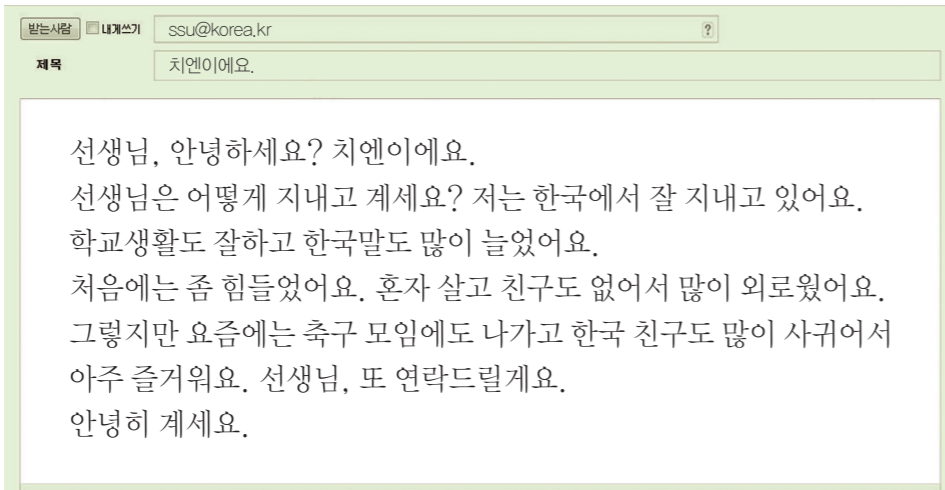 받는사람 내게쓰기 ssu@korea.kr ?
제목 치엔이에요.
선생님, 안녕하세요? 치엔이에요.
선생님은 어떻게 지내고 계세요? 저는 한국에서 잘 지내고 있어요.
학교생활도 잘하고 한국말도 많이 늘었어요.
처음에는 좀 힘들었어요. 혼자 살고 친구도 없어서 많이 외로웠어요.
그렇지만 요즘에는 축구 모임에도 나가고 한국 친구도 많이 사귀어서
아주 즐거워요. 선생님, 또 연락드릴게요.
안녕히 계세요.